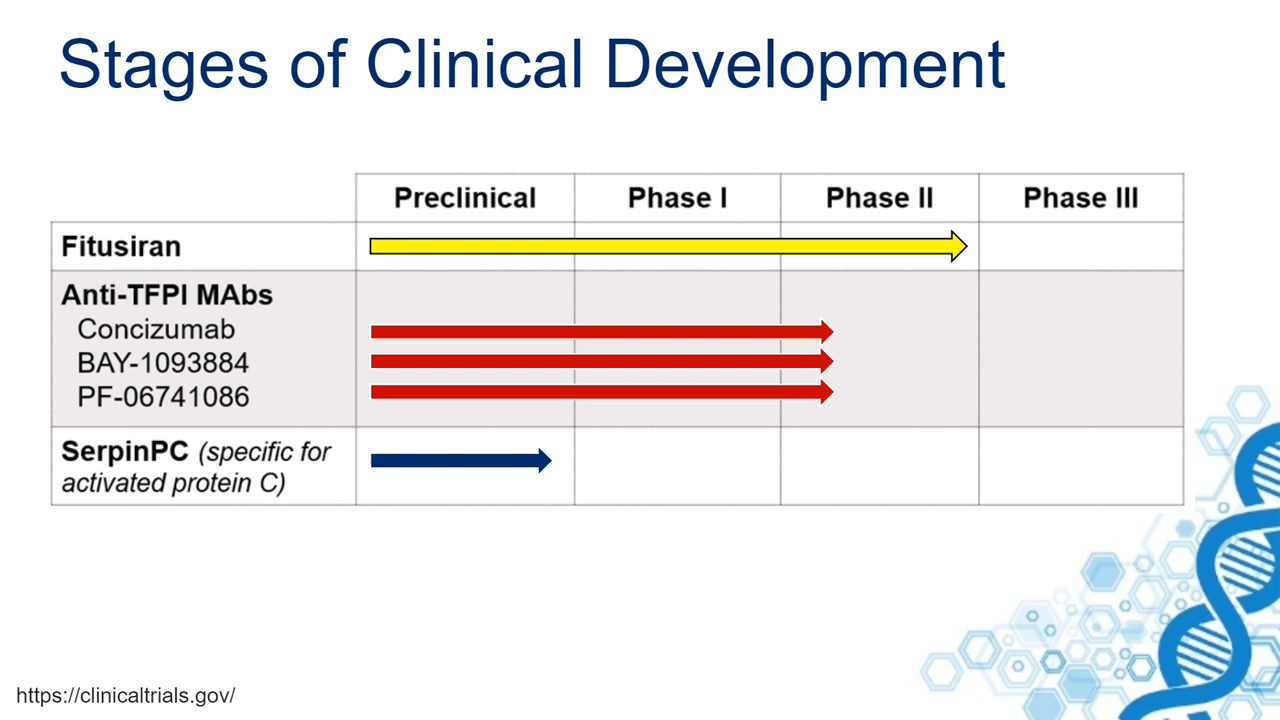 Stages of Clinical Development
Preclinical Phase I Phase II Phase III
Fitusiran
Anti-TFPI MAbs
Concizumab
BAY-1093884
PF-06741086
SerpinPC (specific for
activated protein C)
https://clinicaltrials.gov/